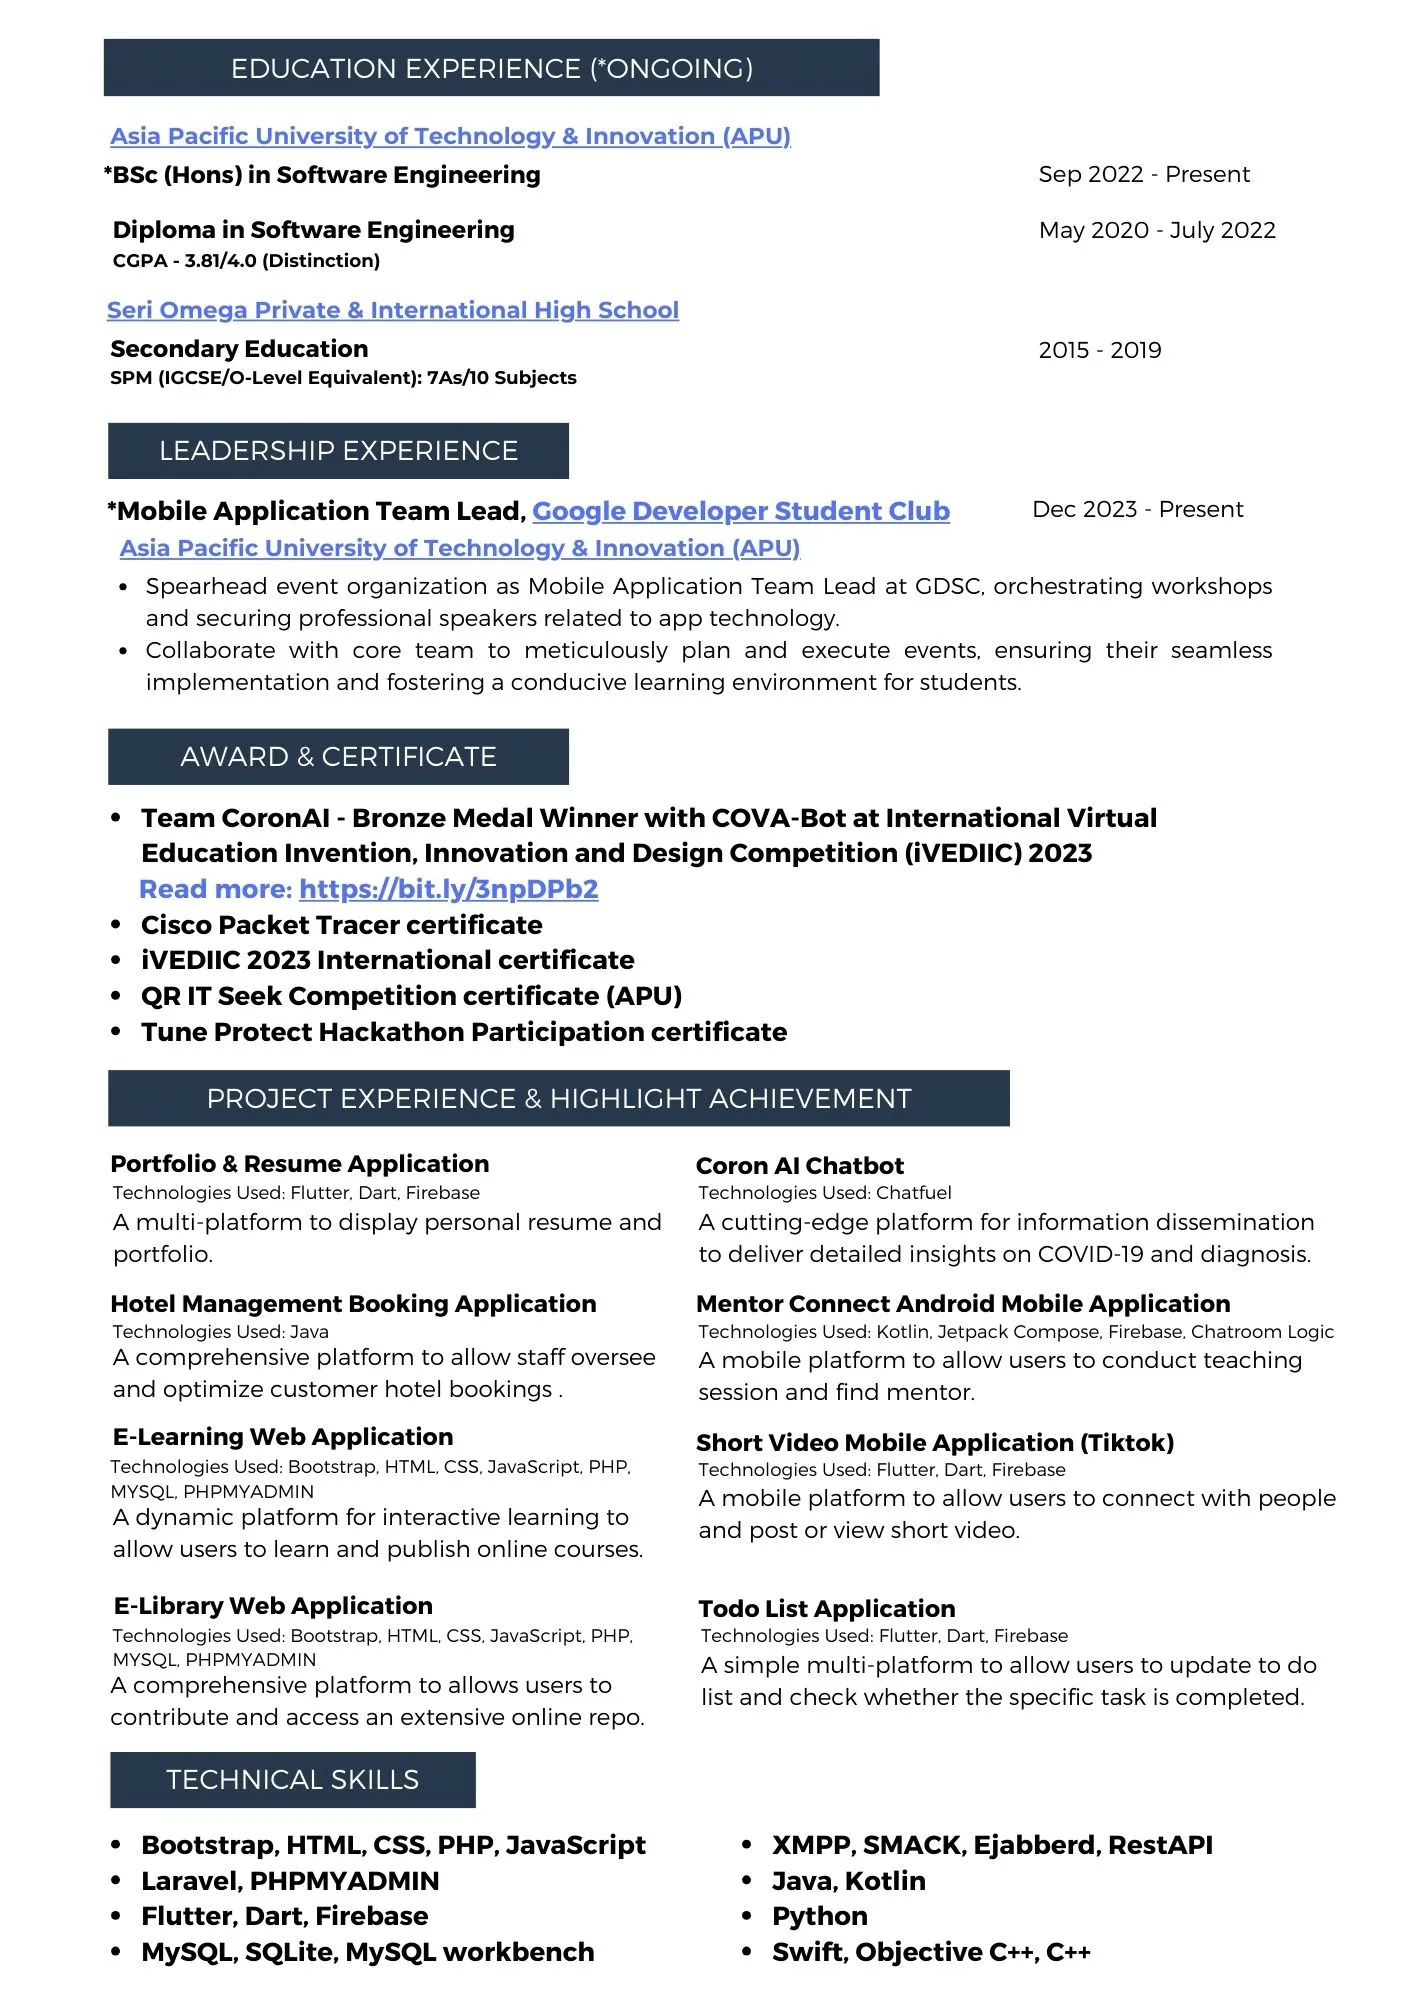 EDUCATION EXPERIENCE (*ONGOING)
Asia Pacific University of Technology & Innovation (APU)
*BSc (Hons) in Software Engineering
Sep 2022 - Present
Diploma in Software Engineering
May 2020 - July 2022
CGPA - 3.81/4.0 (Distinction)
Seri Omega Private & International High School
Secondary Education
2015 - 2019
SPM (IGCSE/O-Level Equivalent): 7As/10 Subjects
LEADERSHIP EXPERIENCE
*Mobile Application Team Lead, Google Developer Student Club
Dec 2023 - Present
Asia Pacific University of Technology & Innovation (APU)
• Spearhead event organization as Mobile Application Team Lead at GDSC, orchestrating workshops
and securing professional speakers related to app technology.
• Collaborate with core team to meticulously plan and execute events, ensuring their seamless
implementation and fostering a conducive learning environment for students.
AWARD & CERTIFICATE
• Team CoronAI - Bronze Medal Winner with COVA-Bot at International Virtual
Education Invention, Innovation and Design Competition (iVEDIIC) 2023
Read more: https://bit.ly/3npDPb2
• Cisco Packet Tracer certificate
• iVEDIIC 2023 International certificate
• QR IT Seek Competition certificate (APU)
• Tune Protect Hackathon Participation certificate
PROJECT EXPERIENCE & HIGHLIGHT ACHIEVEMENT
Portfolio & Resume Application
Technologies Used: Flutter, Dart, Firebase
A multi-platform to display personal resume and
portfolio.
Hotel Management Booking Application
Technologies Used: Java
A comprehensive platform to allow staff oversee
and optimize customer hotel bookings .
E-Learning Web Application
Technologies Used: Bootstrap, HTML, CSS, JavaScript, PHP,
MYSQL, PHPMYADMIN
A dynamic platform for interactive learning to
allow users to learn and publish online courses.
E-Library Web Application
Technologies Used: Bootstrap, HTML, CSS, JavaScript, PHP,
MYSQL, PHPMYADMIN
A comprehensive platform to allows users to
contribute and access an extensive online repo.
Coron AI Chatbot
Technologies Used: Chatfuel
A cutting-edge platform for information dissemination
to deliver detailed insights on COVID-19 and diagnosis.
Mentor Connect Android Mobile Application
Technologies Used: Kotlin, Jetpack Compose, Firebase, Chatroom Logic
A mobile platform to allow users to conduct teaching
session and find mentor.
Short Video Mobile Application (Tiktok)
Technologies Used: Flutter, Dart, Firebase
A mobile platform to allow users to connect with people
and post or view short video.
Todo List Application
Technologies Used: Flutter, Dart, Firebase
A simple multi-platform to allow users to update to do
list and check whether the specific task is completed.
TECHNICAL SKILLS
• Bootstrap, HTML, CSS, PHP, JavaScript
• Laravel, PHPMYADMIN
• Flutter, Dart, Firebase
• MySQL, SQLite, MySQL workbench
• XMPP, SMACK, Ejabberd, RestAPI
• Java, Kotlin
• Python
• Swift, Objective C++, C++